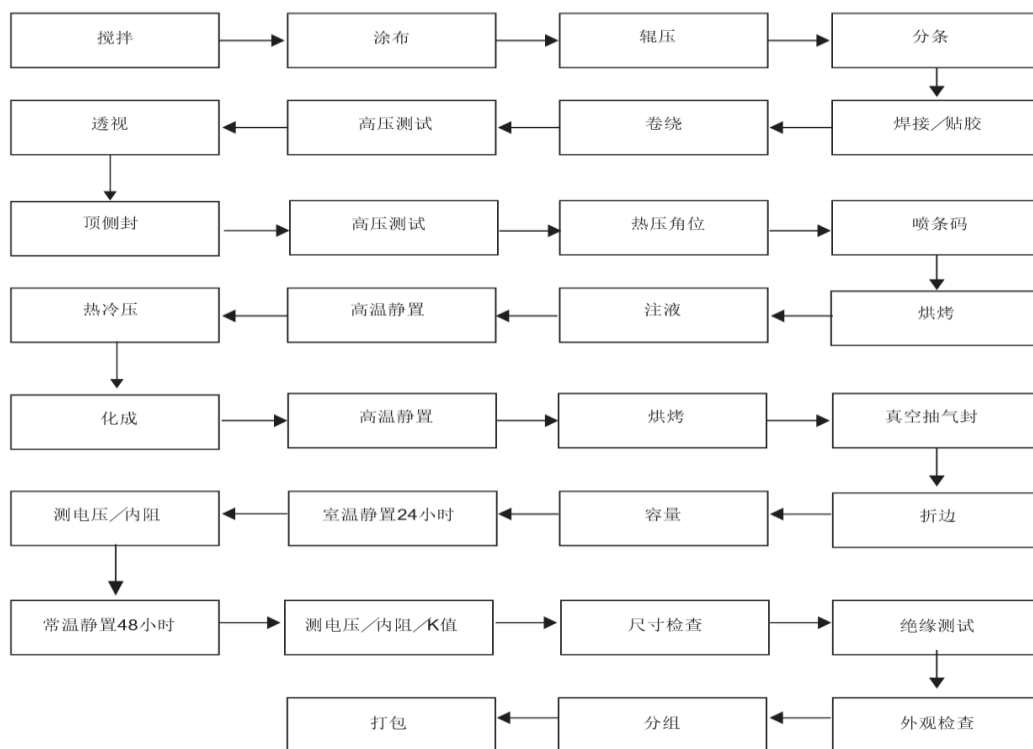 搅拌
涂布
辊压
分条
透视
高压测试
卷绕
焊接／贴胶
顶侧封
高压测试
热压角位
喷条码
热冷压
高温静置
注液
烘烤
化成
高温静置
烘烤
真空抽气封
测电压／内阻
室温静置24小时
容量
折边
常温静置48小时
测电压／内阻／K值
尺寸检查
绝缘测试
打包
分组
外观检查